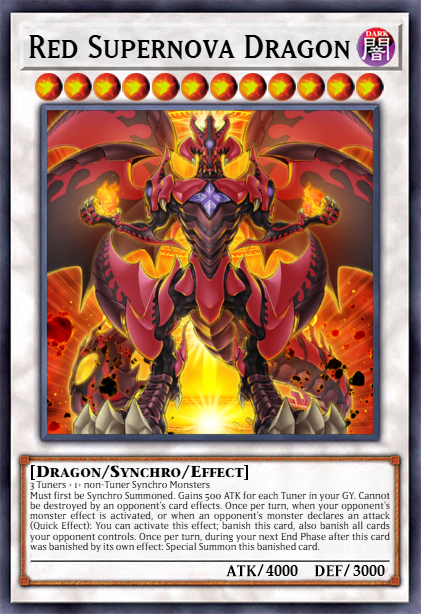 RED SUPERNOVA DRAGON
DARK
闇
[DRAGON/SYNCHRO/EFFECT]
3 Tuners + 1+ non-Tuner Synchro Monsters
Must first be Synchro Summoned. Gains 500 ATK for each Tuner in your GY. Cannot
be destroyed by an opponent's card effects. Once per turn, when your opponent's
monster effect is activated, or when an opponent's monster declares an attack
(Quick Effect): You can activate this effect; banish this card, also banish all cards
your opponent controls. Once per turn, during your next End Phase after this card
was banished by its own effect: Special Summon this banished card.
ATK/4000 DEF/3000